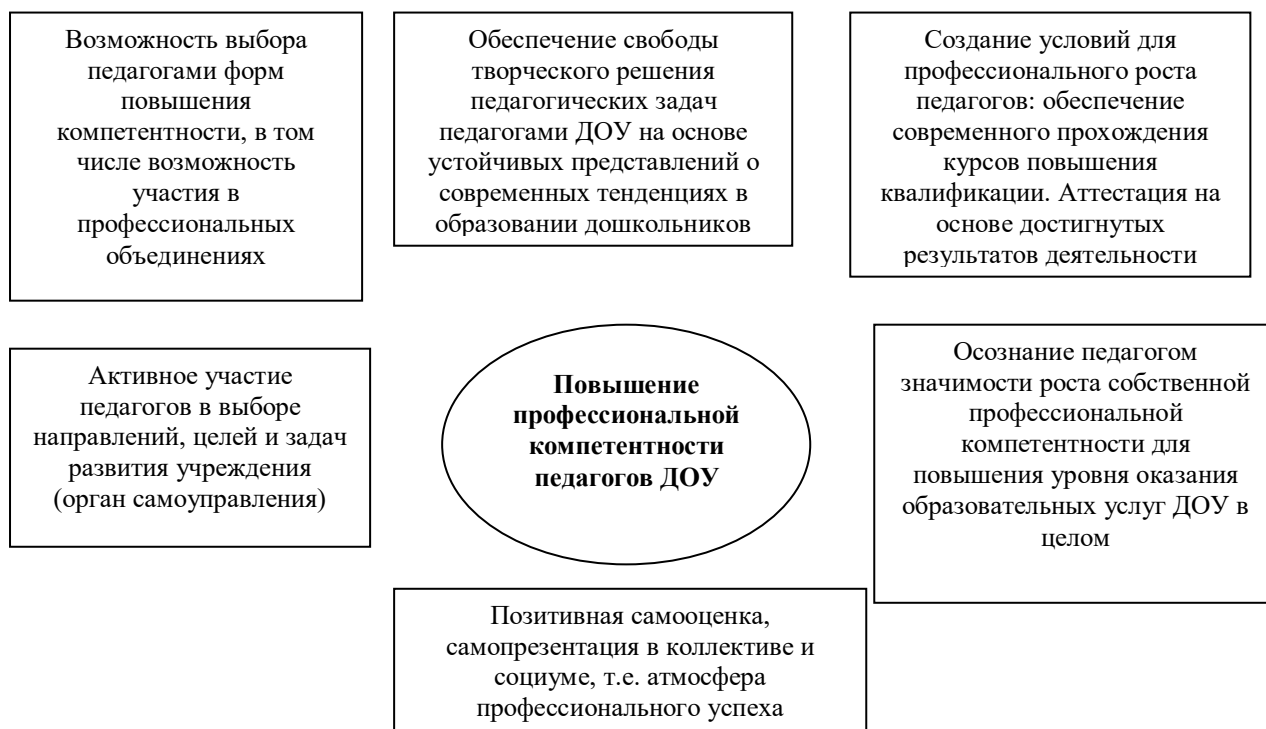 Возможность выбора
педагогами форм
повышения
компетентности, в том
числе возможность
участия в
профессиональных
объединениях
Обеспечение свободы
творческого решения
педагогических задач
педагогами ДОУ на основе
устойчивых представлений о
современных тенденциях в
образовании дошкольников
Создание условий для
профессионального роста
педагогов: обеспечение
современного прохождения
курсов повышения
квалификации. Аттестация на
основе достигнутых
результатов деятельности
Активное участие
педагогов в выборе
направлений, целей и задач
развития учреждения
(орган самоуправления)
Повышение
профессиональной
компетентности
педагогов ДОУ
Осознание педагогом
значимости роста собственной
профессиональной
компетентности для
повышения уровня оказания
образовательных услуг ДОУ в
целом
Позитивная самооценка,
самопрезентация в коллективе и
социуме, т.е. атмосфера
профессионального успеха